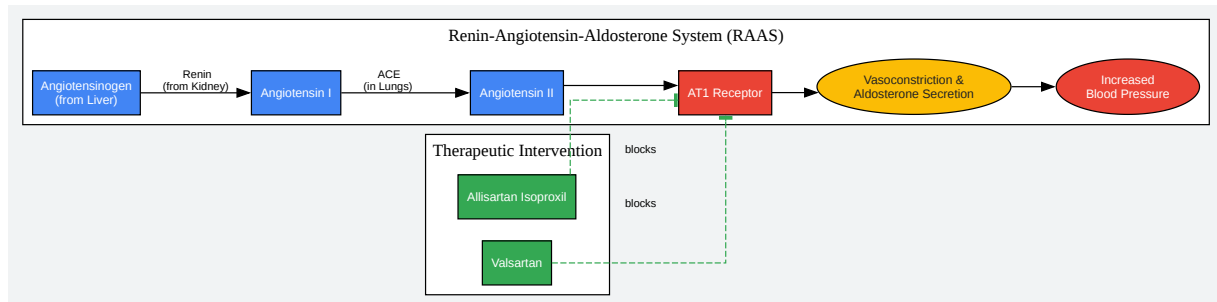 Renin-Angiotensin-Aldosterone System (RAAS)
Angiotensinogen
(from Liver)
Renin
(from Kidney)
Angiotensin I
ACE
(in Lungs)
Angiotensin II
AT1 Receptor
Vasoconstriction &
Aldosterone Secretion
Increased
Blood Pressure
Therapeutic Intervention
blocks
Allisartan Isoproxil
blocks
Valsartan